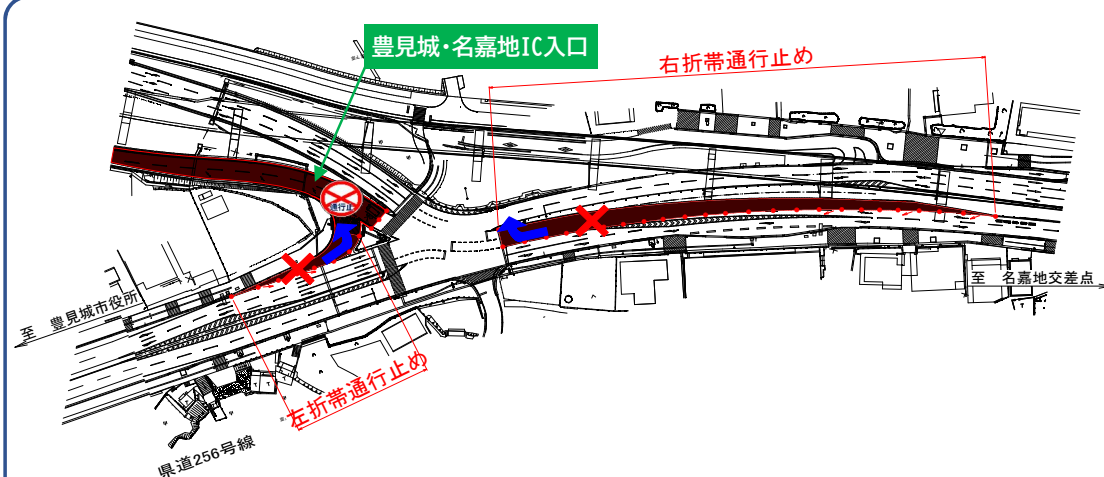 豊見城・名嘉地IC入口
右折帯通行止め
通行止
至 豊見城市役所
至 名嘉地交差点
左折帯通行止め
県道256号線